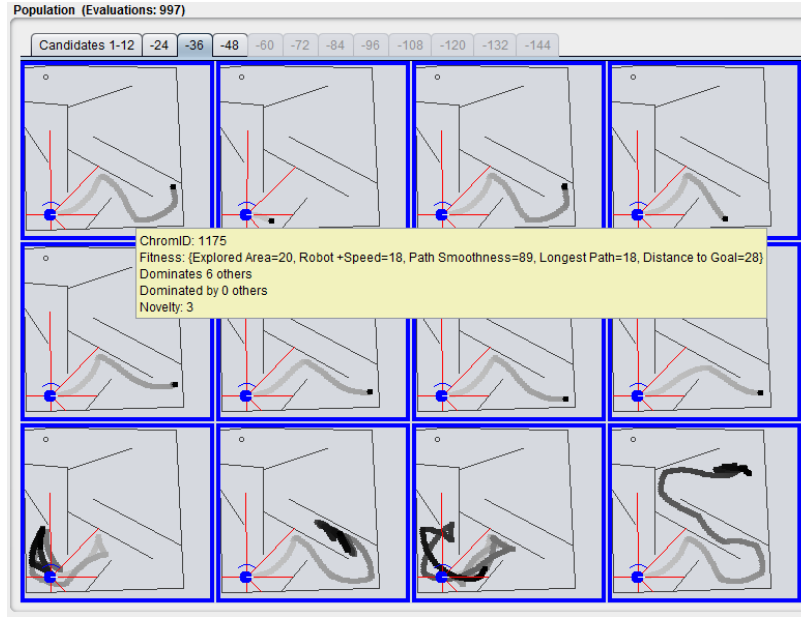 Population (Evaluations: 997)
Candidates 1-12 -24 -36 -48 -60 -72 -84 -96 -108 -120 -132 -144
ChromID: 1175
Fitness: {Explored Area=20, Robot +Speed=18, Path Smoothness=89, Longest Path=18, Distance to Goal=28}
Dominates 6 others
Dominated by 0 others
Novelty: 3